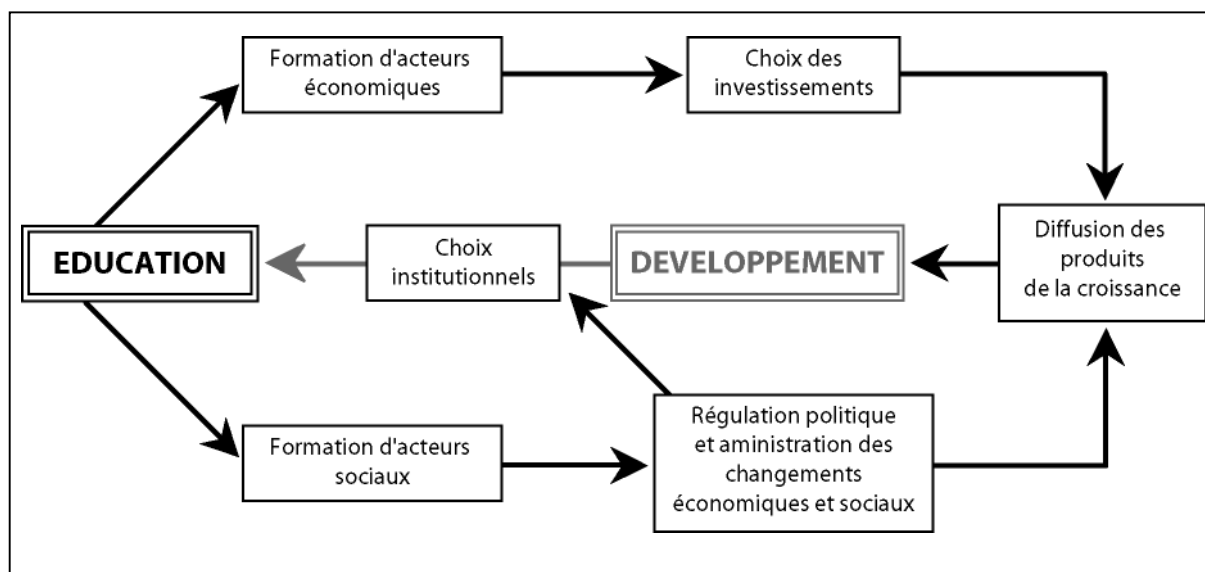 Formation d'acteurs
économiques
Choix des
investissements
EDUCATION
Choix
institutionnels
DEVELOPPEMENT
Diffusion des
produits
de la croissance
Formation d'acteurs
sociaux
Régulation politique
et aministration des
changements
économiques et sociaux